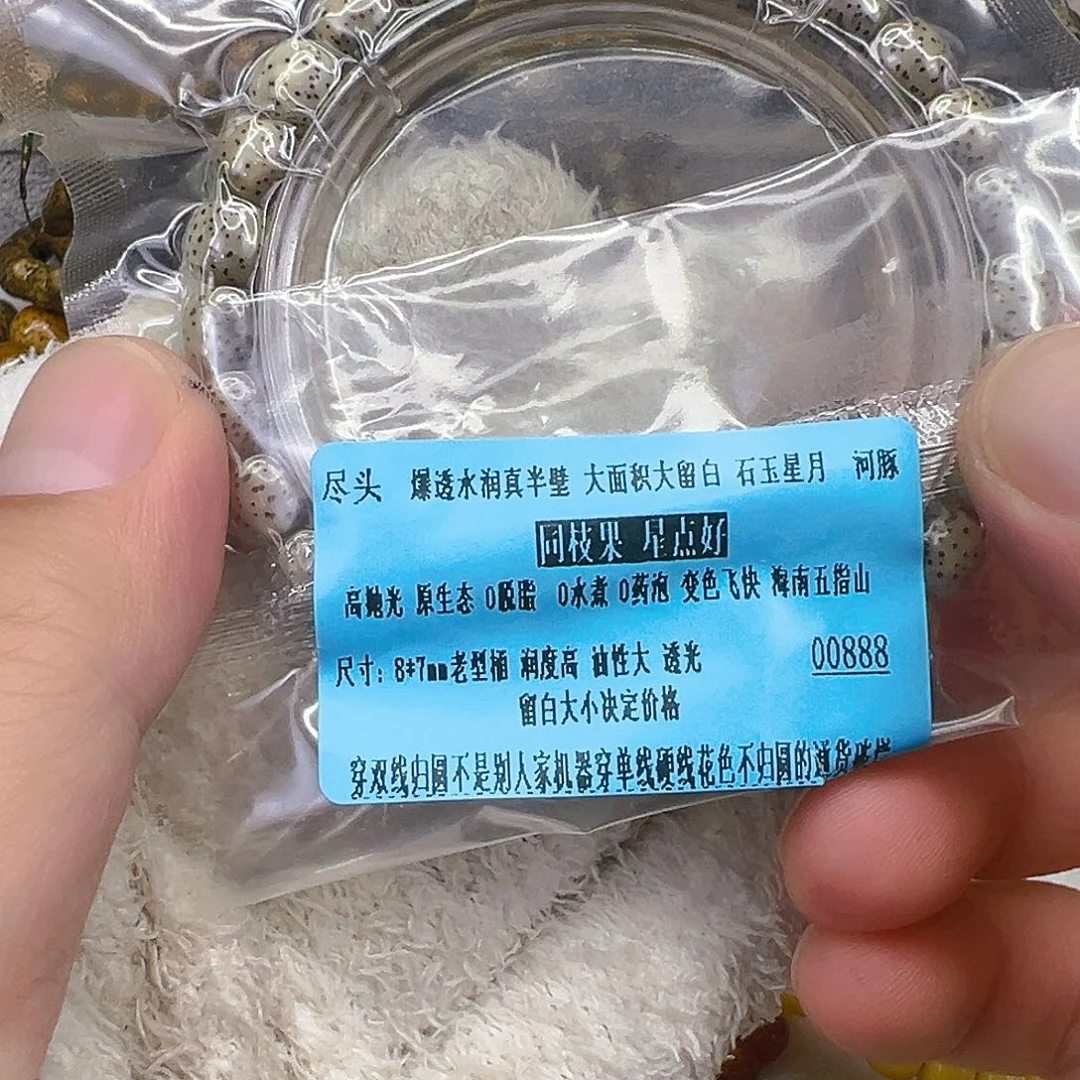 尽头 爆透水润真半壁 大面积大留白 石玉星月 河豚
同枝果 星点好
高抛光 原生态 0脱脂 0水煮 0药泡 变色飞快 海南五指山
尺寸：8*7mm老型桶 润度高 油性大 透光 00888
留白大小决定价格
穿双线归圆不是别人家机器穿单线硬线花色不归圆的通货